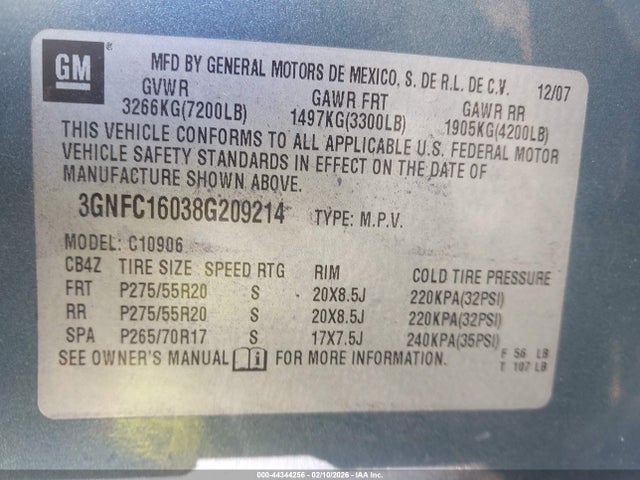 GM
MFD BY GENERAL MOTORS DE MEXICO, S. DE R.L. DE C.V. 12/07
GVWR GAWR FRT GAWR RR
3266KG(7200LB) 1497KG(3300LB) 1905KG(4200LB)
THIS VEHICLE CONFORMS TO ALL APPLICABLE U.S. FEDERAL MOTOR
VEHICLE SAFETY STANDARDS IN EFFECT ON THE DATE OF
MANUFACTURE SHOWN ABOVE.
3GNFC16038G209214 TYPE: M.P.V.
MODEL: C10906
CB4Z TIRE SIZE SPEED RTG RIM COLD TIRE PRESSURE
FRT P275/55R20 S 20X8.5J 220KPA(32PSI)
RR P275/55R20 S 20X8.5J 220KPA(32PSI)
SPA P265/70R17 S 17X7.5J 240KPA(35PSI)
SEE OWNER'S MANUAL FOR MORE INFORMATION.
F 56 LB
T 107 LB
000-44344256 | 02/10/2026 - IAA Inc.